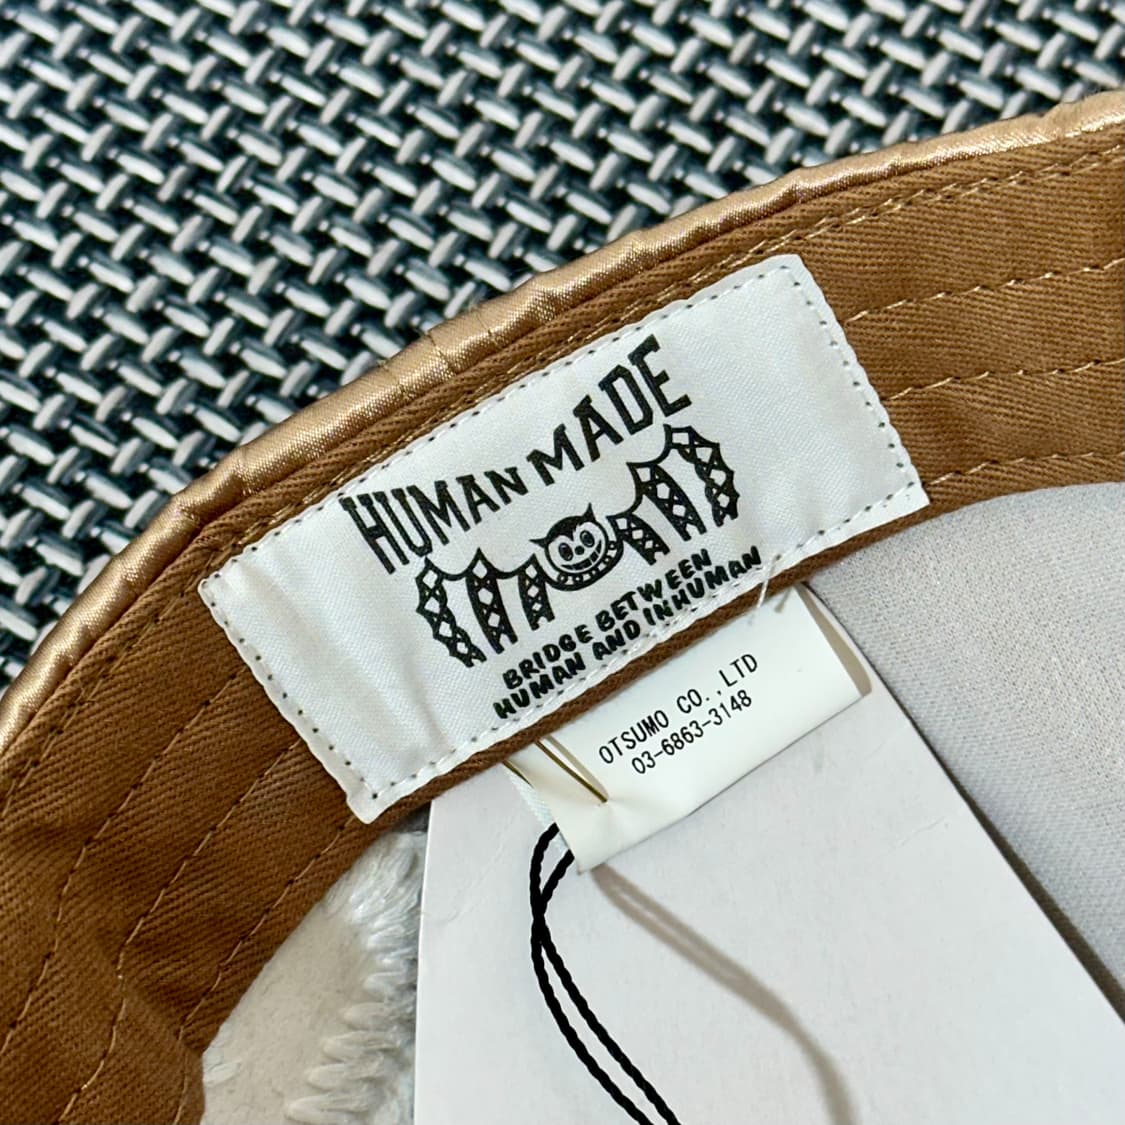 HUMAN MADE
BRIDGE BETWEEN
HUMAN AND INHUMAN
OTSUMO CO.,LTD
03-6863-3148